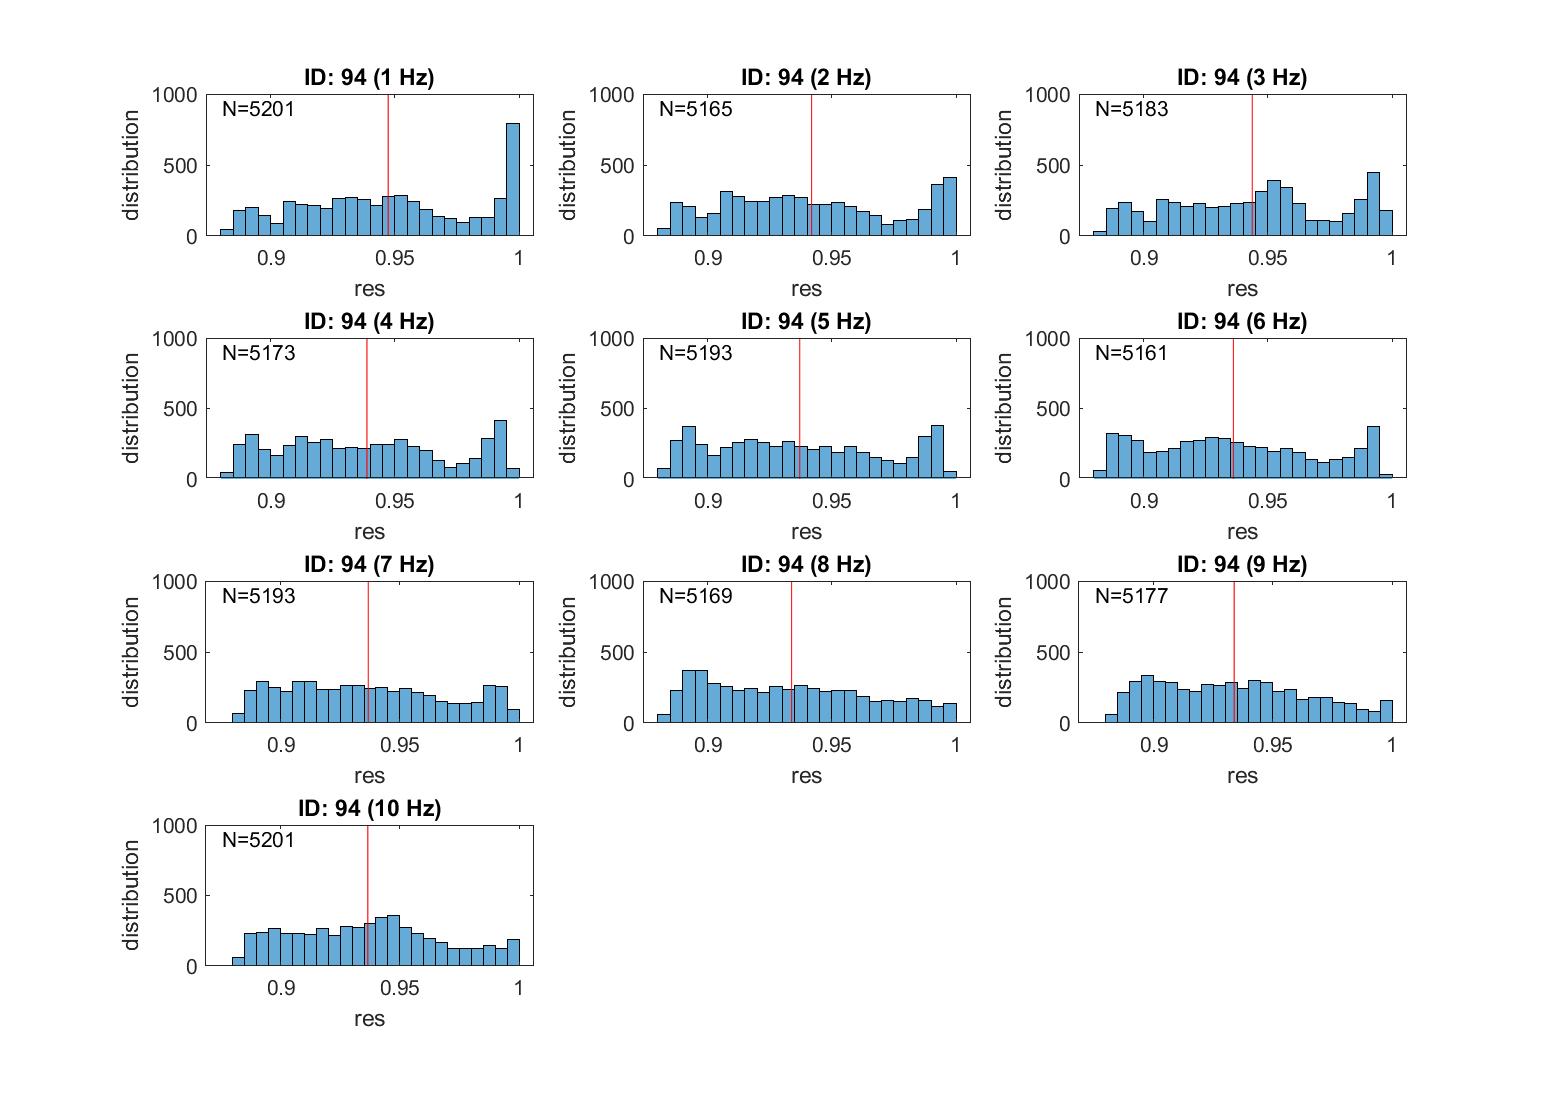 ID: 94 (1 Hz)
1000
500
0
distribution
N=5201
0.9 0.95 1
res
ID: 94 (2 Hz)
1000
500
0
distribution
N=5165
0.9 0.95 1
res
ID: 94 (3 Hz)
1000
500
0
distribution
N=5183
0.9 0.95 1
res
ID: 94 (4 Hz)
1000
500
0
distribution
N=5173
0.9 0.95 1
res
ID: 94 (5 Hz)
1000
500
0
distribution
N=5193
0.9 0.95 1
res
ID: 94 (6 Hz)
1000
500
0
distribution
N=5161
0.9 0.95 1
res
ID: 94 (7 Hz)
1000
500
0
distribution
N=5193
0.9 0.95 1
res
ID: 94 (8 Hz)
1000
500
0
distribution
N=5169
0.9 0.95 1
res
ID: 94 (9 Hz)
1000
500
0
distribution
N=5177
0.9 0.95 1
res
ID: 94 (10 Hz)
1000
500
0
distribution
N=5201
0.9 0.95 1
res